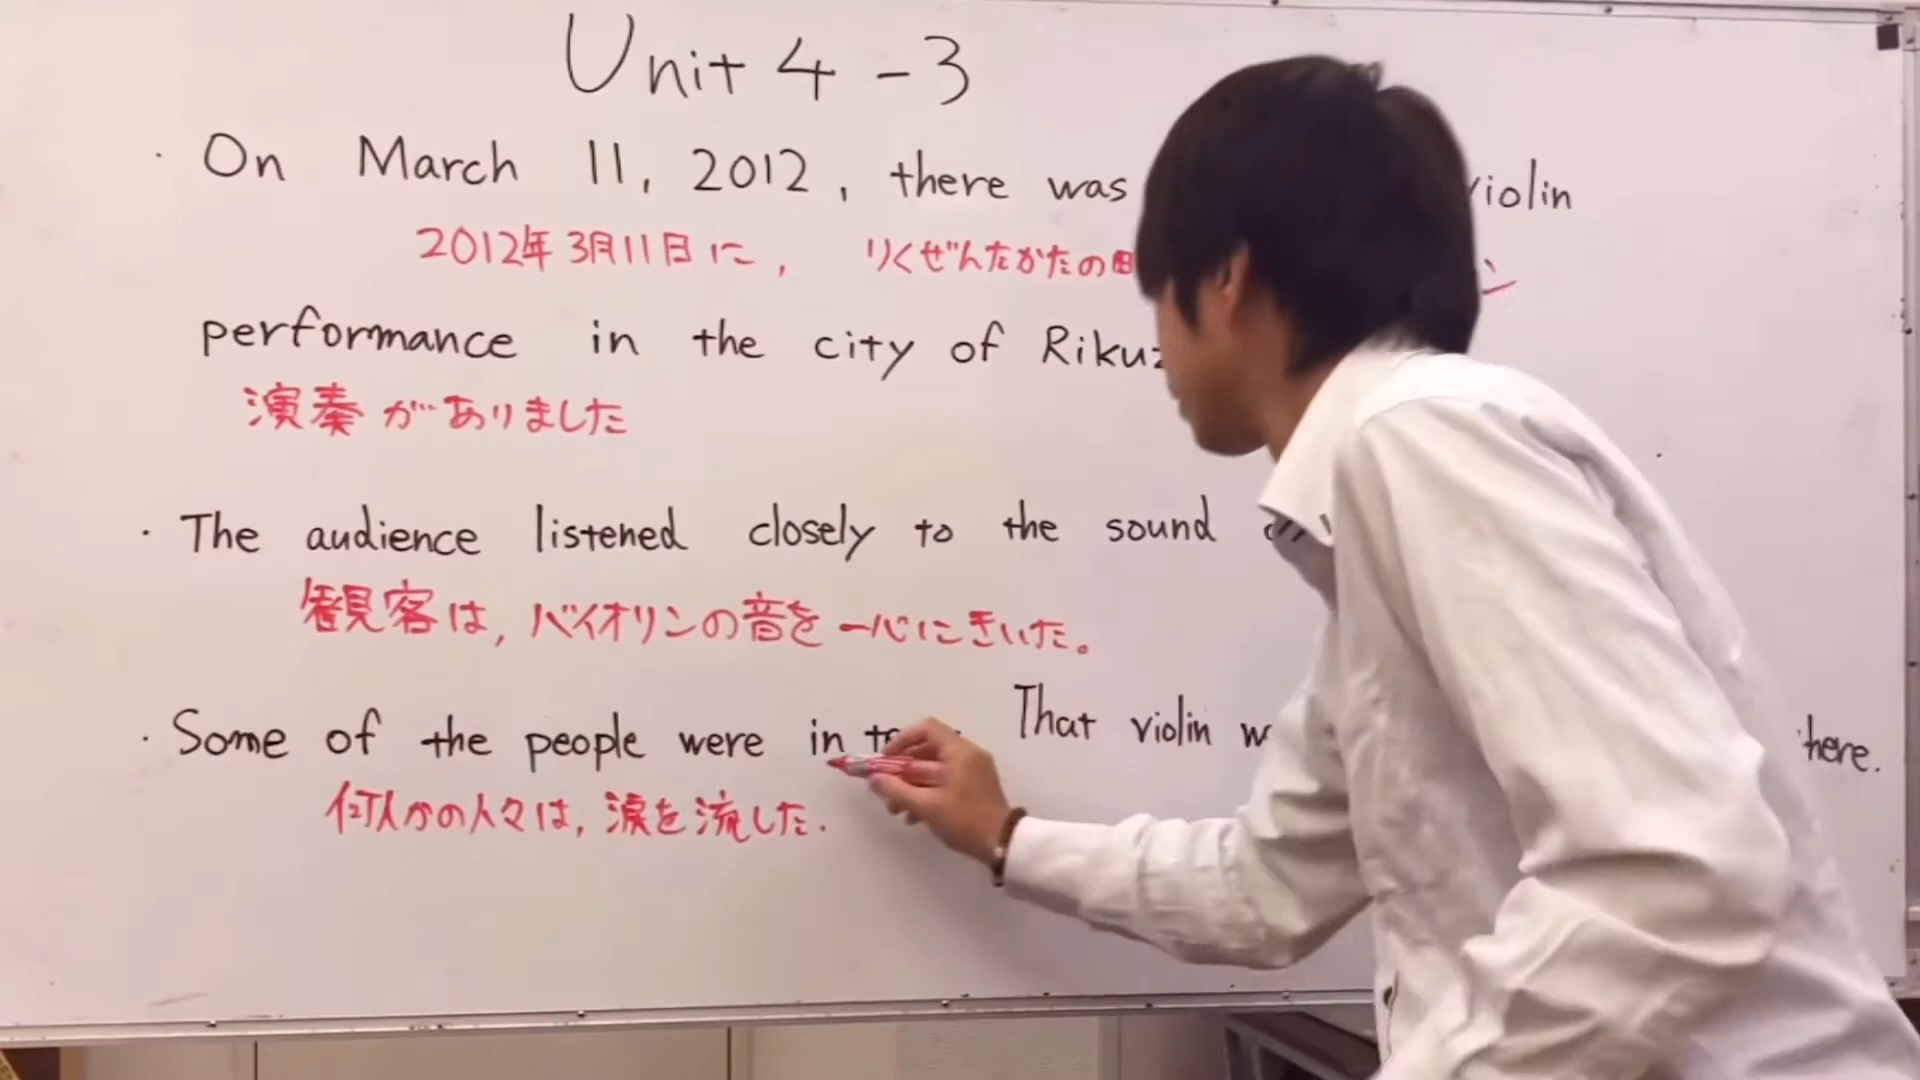 Unit 4-3
・On March 11, 2012, there was violin
2012年3月11日に, りくぜんたかたの ン
performance in the city of
演奏がありました
・The audience listened closely to the sound
観客は, バイオリンの音を一心にきいた。
・Some of the people were in That violin
何人かの人々は, 涙を流した.